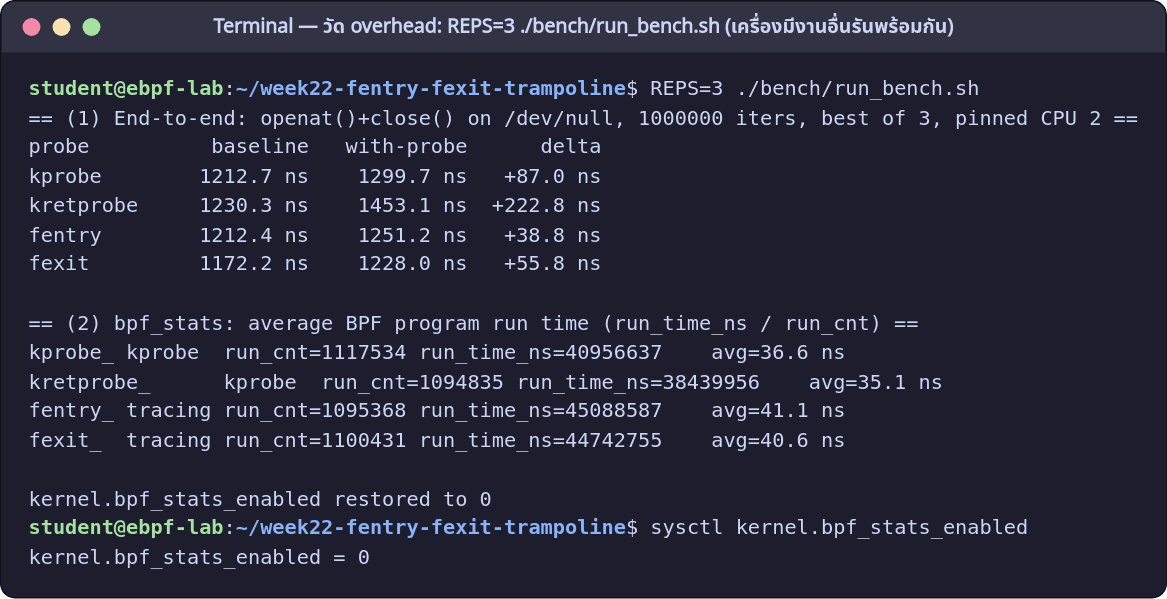 Terminal — วัด overhead: REPS=3 ./bench/run_bench.sh (เครื่องมีงานอื่นรันพร้อมกัน)
student@ebpf-lab:~/week22-fentry-fexit-trampoline$ REPS=3 ./bench/run_bench.sh
== (1) End-to-end: openat()+close() on /dev/null, 1000000 iters, best of 3, pinned CPU 2 ==
probe          baseline   with-probe      delta
kprobe        1212.7 ns    1299.7 ns   +87.0 ns
kretprobe     1230.3 ns    1453.1 ns  +222.8 ns
fentry        1212.4 ns    1251.2 ns   +38.8 ns
fexit         1172.2 ns    1228.0 ns   +55.8 ns
== (2) bpf_stats: average BPF program run time (run_time_ns / run_cnt) ==
kprobe_ kprobe  run_cnt=1117534 run_time_ns=40956637    avg=36.6 ns
kretprobe_      kprobe  run_cnt=1094835 run_time_ns=38439956    avg=35.1 ns
fentry_ tracing run_cnt=1095368 run_time_ns=45088587    avg=41.1 ns
fexit_  tracing run_cnt=1100431 run_time_ns=44742755    avg=40.6 ns
kernel.bpf_stats_enabled restored to 0
student@ebpf-lab:~/week22-fentry-fexit-trampoline$ sysctl kernel.bpf_stats_enabled
kernel.bpf_stats_enabled = 0